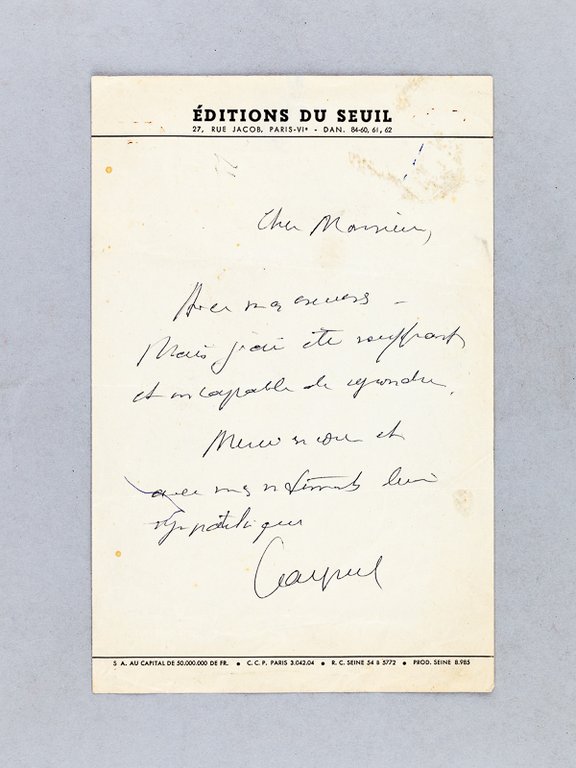 ÉDITIONS DU SEUIL
27, RUE JACOB, PARIS-VIe - DAN. 84-60, 61, 62
Cher Monsieur,
Avec mes excuses -
Mais j'ai été souffrant
et incapable de répondre.
Merci encore et
avec mes sentiments bien
sympathiques
S A. AU CAPITAL DE 50.000.000 DE FR. ● C.C.P. PARIS 3.042.04 ● R.C. SEINE 54 B 5772 ● PROD. SEINE 8.985